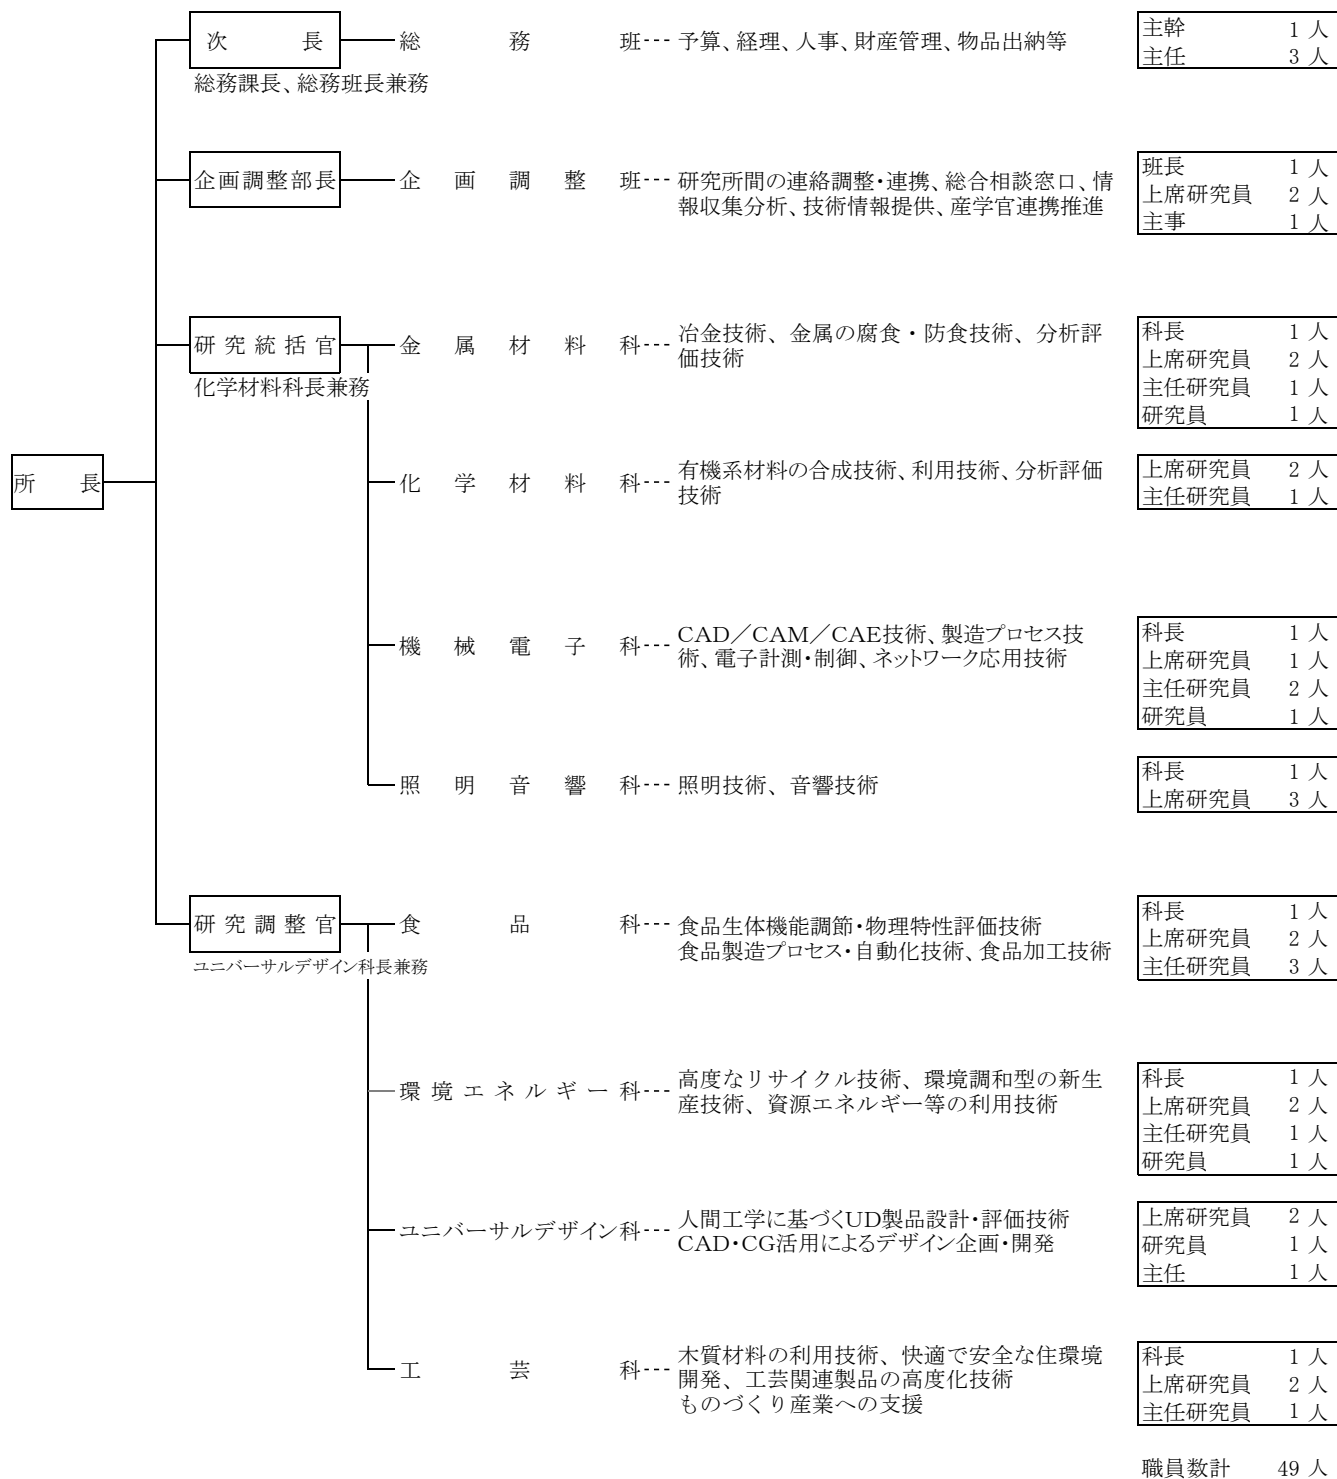 次長 総務班--- 予算、経理、人事、財産管理、物品出納等
主幹 1 人
主任 3 人
総務課長、総務班長兼務
企画調整部長 企画調整班--- 研究所間の連絡調整・連携、総合相談窓口、情
報収集分析、技術情報提供、産学官連携推進
班長 1 人
上席研究員 2 人
主事 1 人
研究統括官 金属材料科--- 冶金技術、金属の腐食・防食技術、分析評
価技術
化学材料科長兼務
科長 1 人
上席研究員 2 人
主任研究員 1 人
研究員 1 人
所長
化学材料科--- 有機系材料の合成技術、利用技術、分析評価
技術
上席研究員 2 人
主任研究員 1 人
機械電子科--- CAD/CAM/CAE技術、製造プロセス技
術、電子計測・制御、ネットワーク応用技術
科長 1 人
上席研究員 1 人
主任研究員 2 人
研究員 1 人
照明音響科--- 照明技術、音響技術
科長 1 人
上席研究員 3 人
研究調整官 食品科--- 食品生体機能調節・物理特性評価技術
食品製造プロセス・自動化技術、食品加工技術
ユニバーサルデザイン科長兼務
科長 1 人
上席研究員 2 人
主任研究員 3 人
環境エネルギー科--- 高度なリサイクル技術、環境調和型の新生
産技術、資源エネルギー等の利用技術
科長 1 人
上席研究員 2 人
主任研究員 1 人
研究員 1 人
ユニバーサルデザイン科--- 人間工学に基づくUD製品設計・評価技術
CAD・CG活用によるデザイン企画・開発
上席研究員 2 人
研究員 1 人
主任 1 人
工芸科--- 木質材料の利用技術、快適で安全な住環境
開発、工芸関連製品の高度化技術
ものづくり産業への支援
科長 1 人
上席研究員 2 人
主任研究員 1 人
職員数計 49 人